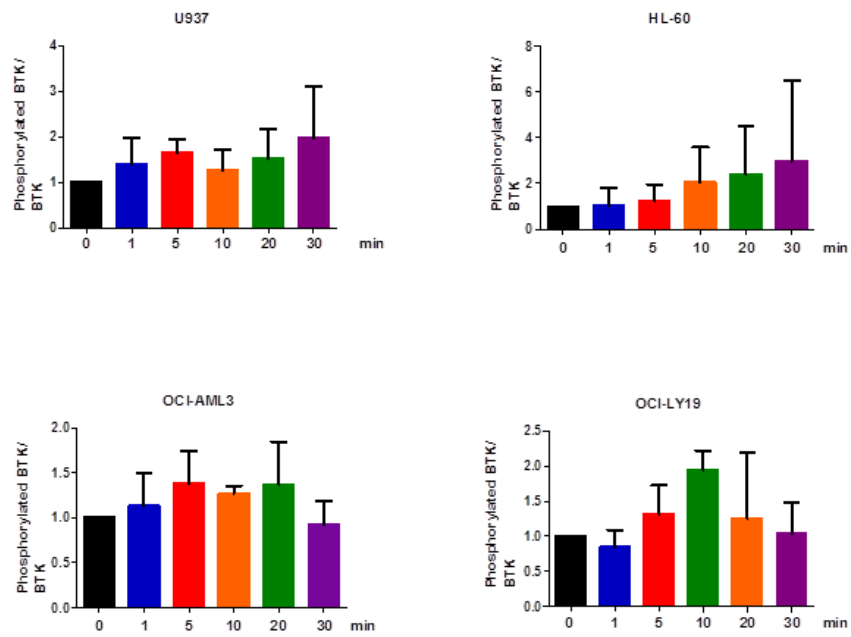 U937
Phosphorylated BTK/
BTK
4
3
2
1
0
0 1 5 10 20 30 min
HL-60
Phosphorylated BTK/
BTK
8
6
4
2
0
0 1 5 10 20 30 min
OCI-AML3
Phosphorylated BTK/
BTK
2.0
1.5
1.0
0.5
0.0
0 1 5 10 20 30 min
OCI-LY19
Phosphorylated BTK/
BTK
2.5
2.0
1.5
1.0
0.5
0.0
0 1 5 10 20 30 min